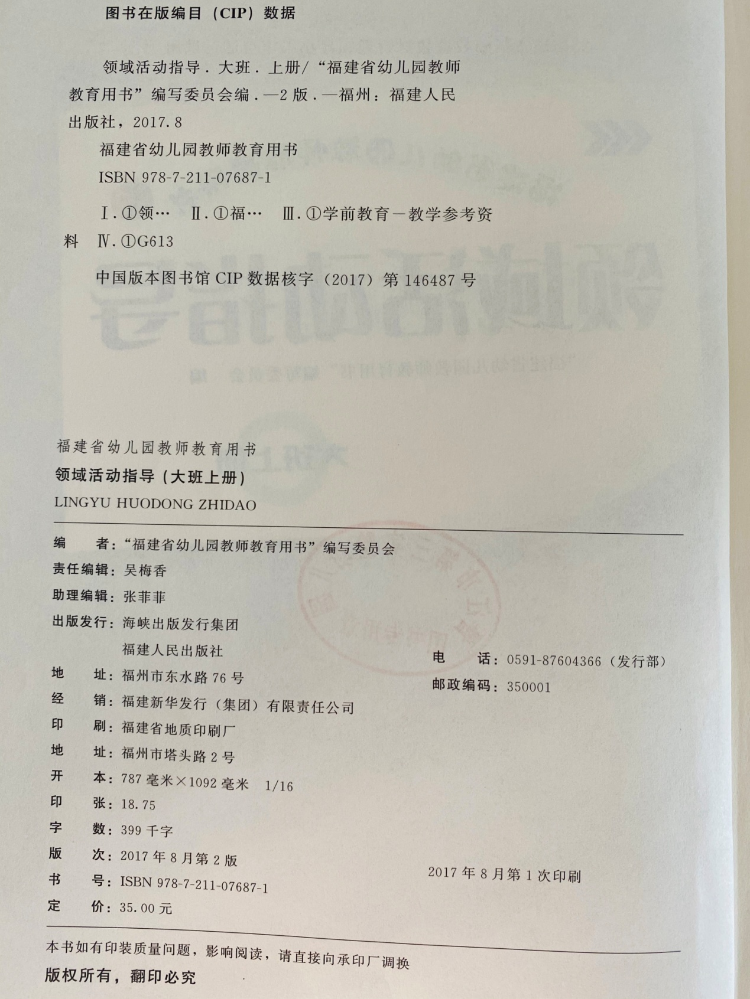 图书在版编目（CIP）数据
领域活动指导．大班．上册/“福建省幼儿园教师
教育用书”编写委员会编．—2版．—福州：福建人民
出版社，2017.8
福建省幼儿园教师教育用书
ISBN 978-7-211-07687-1
Ⅰ.①领… Ⅱ.①福… Ⅲ.①学前教育－教学参考资
料 Ⅳ.①G613
中国版本图书馆CIP数据核字（2017）第146487号
福建省幼儿园教师教育用书
领域活动指导（大班上册）
LINGYU HUODONG ZHIDAO
编　者：“福建省幼儿园教师教育用书”编写委员会
责任编辑：吴梅香
助理编辑：张菲菲
出版发行：海峡出版发行集团
福建人民出版社
电　话：0591-87604366（发行部）
地　址：福州市东水路76号
邮政编码：350001
经　销：福建新华发行（集团）有限责任公司
印　刷：福建省地质印刷厂
地　址：福州市塔头路2号
开　本：787毫米×1092毫米　1/16
印　张：18.75
字　数：399千字
版　次：2017年8月第2版
2017年8月第1次印刷
书　号：ISBN 978-7-211-07687-1
定　价：35.00元
本书如有印装质量问题，影响阅读，请直接向承印厂调换
版权所有，翻印必究